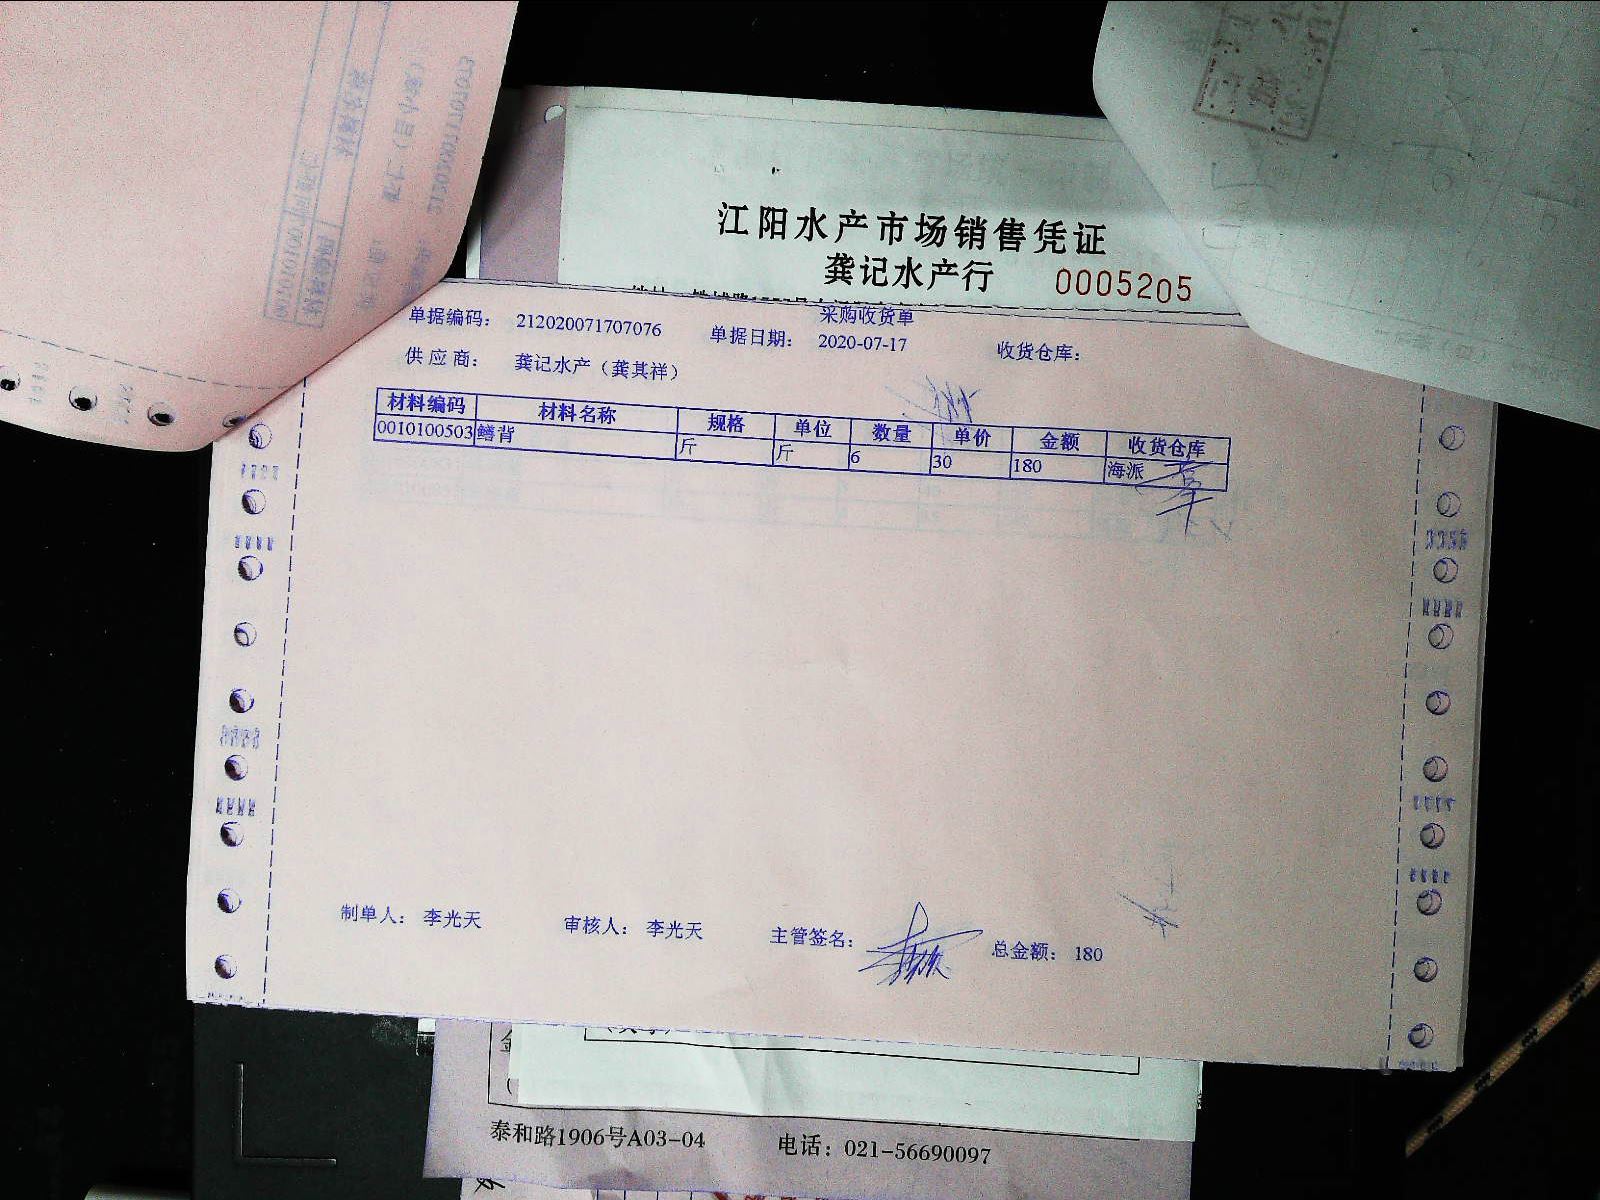 江阳水产市场销售凭证
龚记水产行 0005205
采购收货单
单据编码： 212020071707076 单据日期： 2020-07-17 收货仓库：
供应商： 龚记水产（龚其祥）
材料编码 材料名称 规格 单位 数量 单价 金额 收货仓库
0010100503 鳝背 斤 斤 6 30 180 海派
制单人： 李光天 审核人： 李光天 主管签名： 总金额： 180
泰和路1906号A03-04 电话：021-56690097